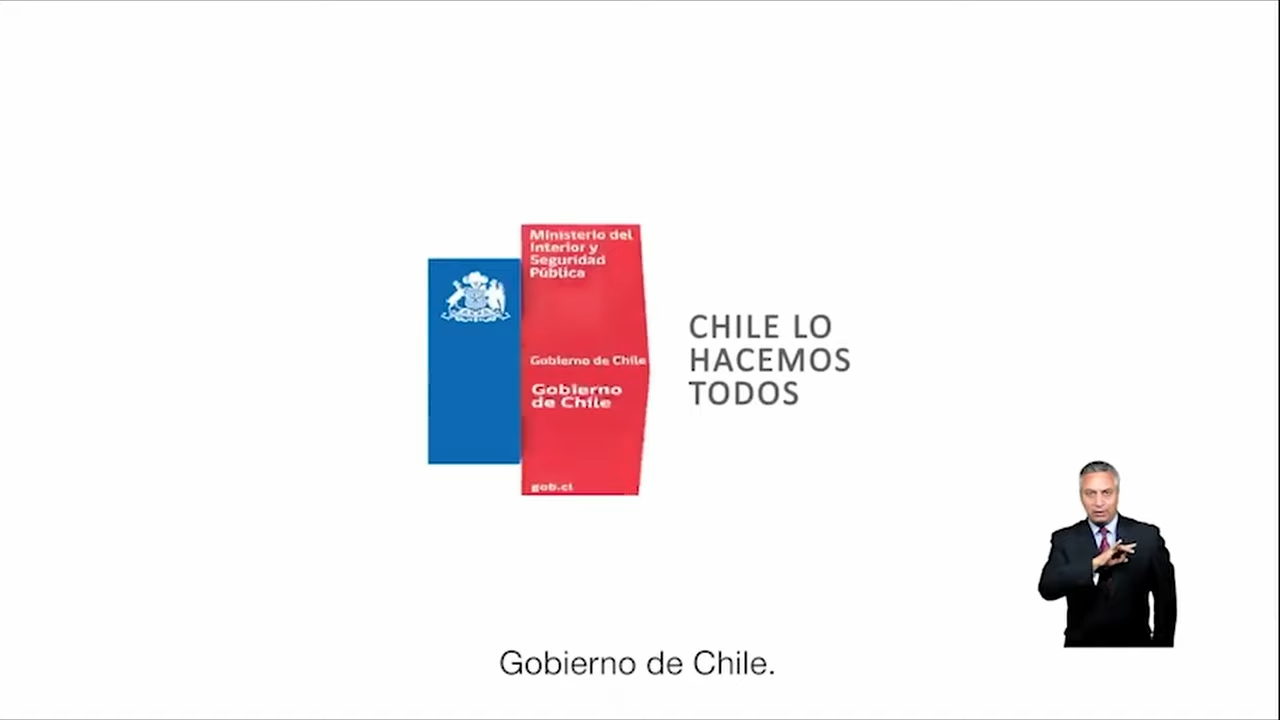 Ministerio del
Interior y
Seguridad
Pública
Gobierno de Chile
Gobierno
de Chile
gob.cl
CHILE LO
HACEMOS
TODOS
Gobierno de Chile.